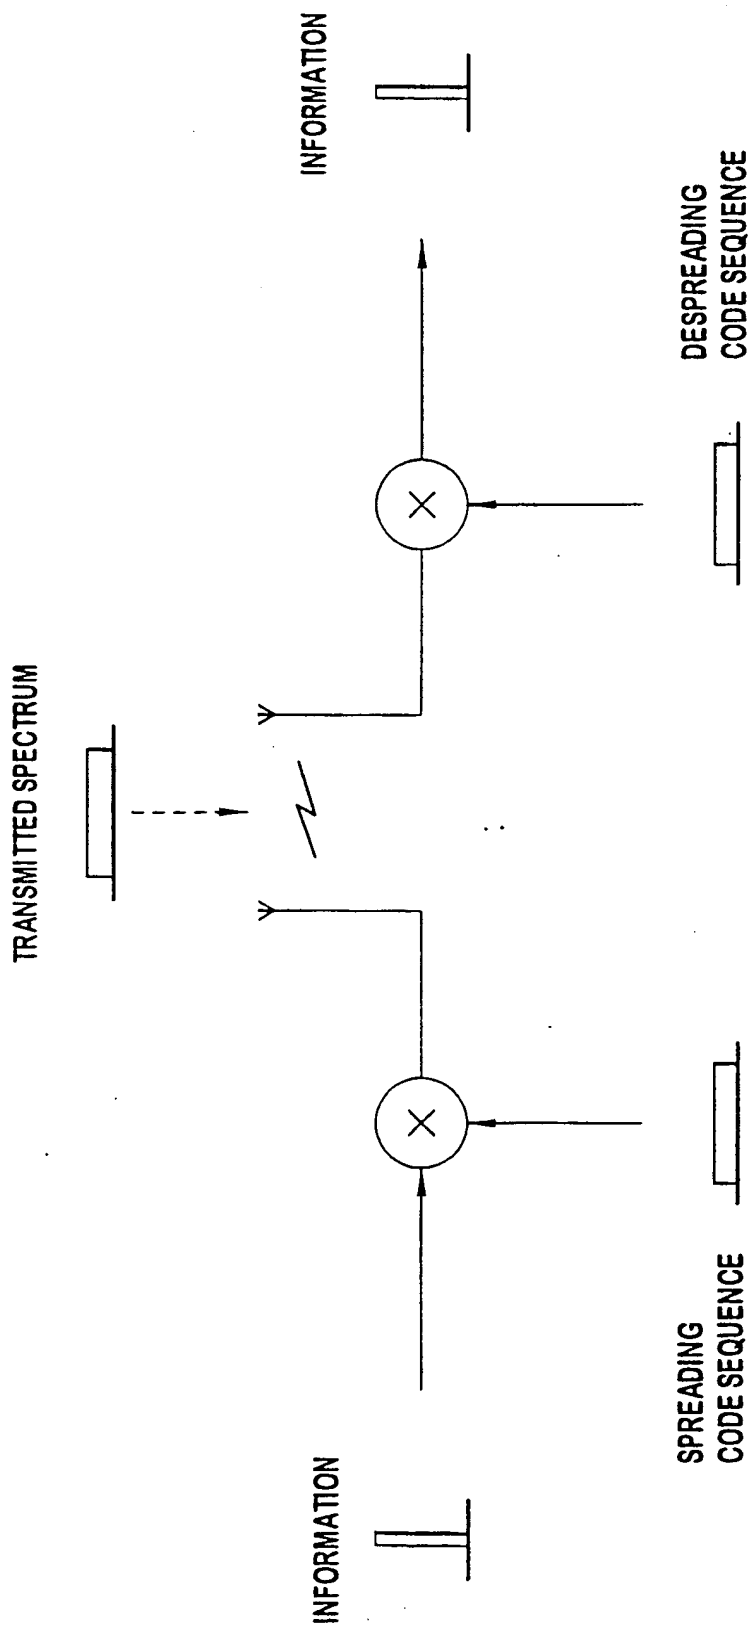 TRANSMITTED SPECTRUM
INFORMATION
INFORMATION
SPREADING
CODE SEQUENCE
DESPREADING
CODE SEQUENCE